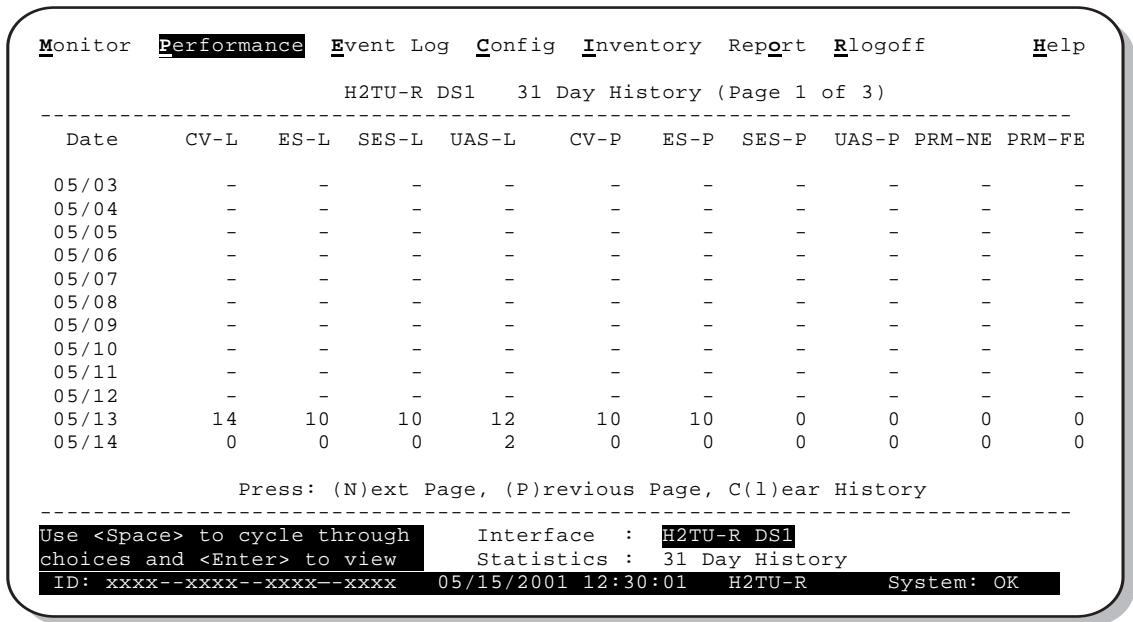 Monitor Performance Event Log Config Inventory Report Rlogoff Help
H2TU-R DS1 31 Day History (Page 1 of 3)
--------------------------------------------------------------------------------
Date CV-L ES-L SES-L UAS-L CV-P ES-P SES-P UAS-P PRM-NE PRM-FE
05/03 - - - - - - - - - -
05/04 - - - - - - - - - -
05/05 - - - - - - - - - -
05/06 - - - - - - - - - -
05/07 - - - - - - - - - -
05/08 - - - - - - - - - -
05/09 - - - - - - - - - -
05/10 - - - - - - - - - -
05/11 - - - - - - - - - -
05/12 - - - - - - - - - -
05/13 14 10 10 12 10 10 0 0 0 0
05/14 0 0 0 2 0 0 0 0 0 0
Press: (N)ext Page, (P)revious Page, C(l)ear History
--------------------------------------------------------------------------------
Use <Space> to cycle through Interface : H2TU-R DS1
choices and <Enter> to view Statistics : 31 Day History
ID: xxxx--xxxx--xxxx—-xxxx 05/15/2001 12:30:01 H2TU-R System: OK